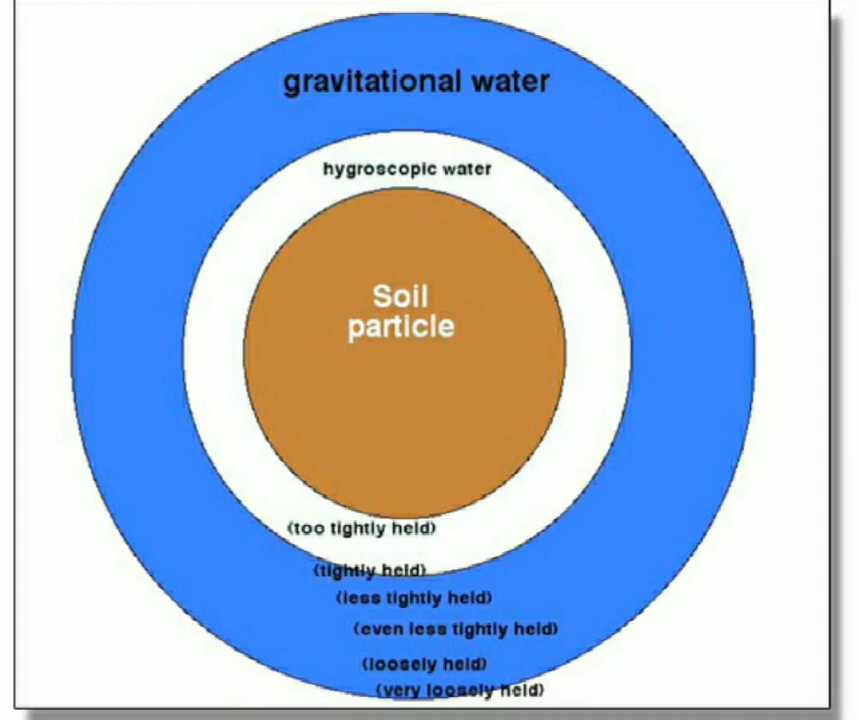 gravitational water
hygroscopic water
Soil
particle
(too tightly held)
(tightly held)
(less tightly held)
(even less tightly held)
(loosely held)
(very loosely held)